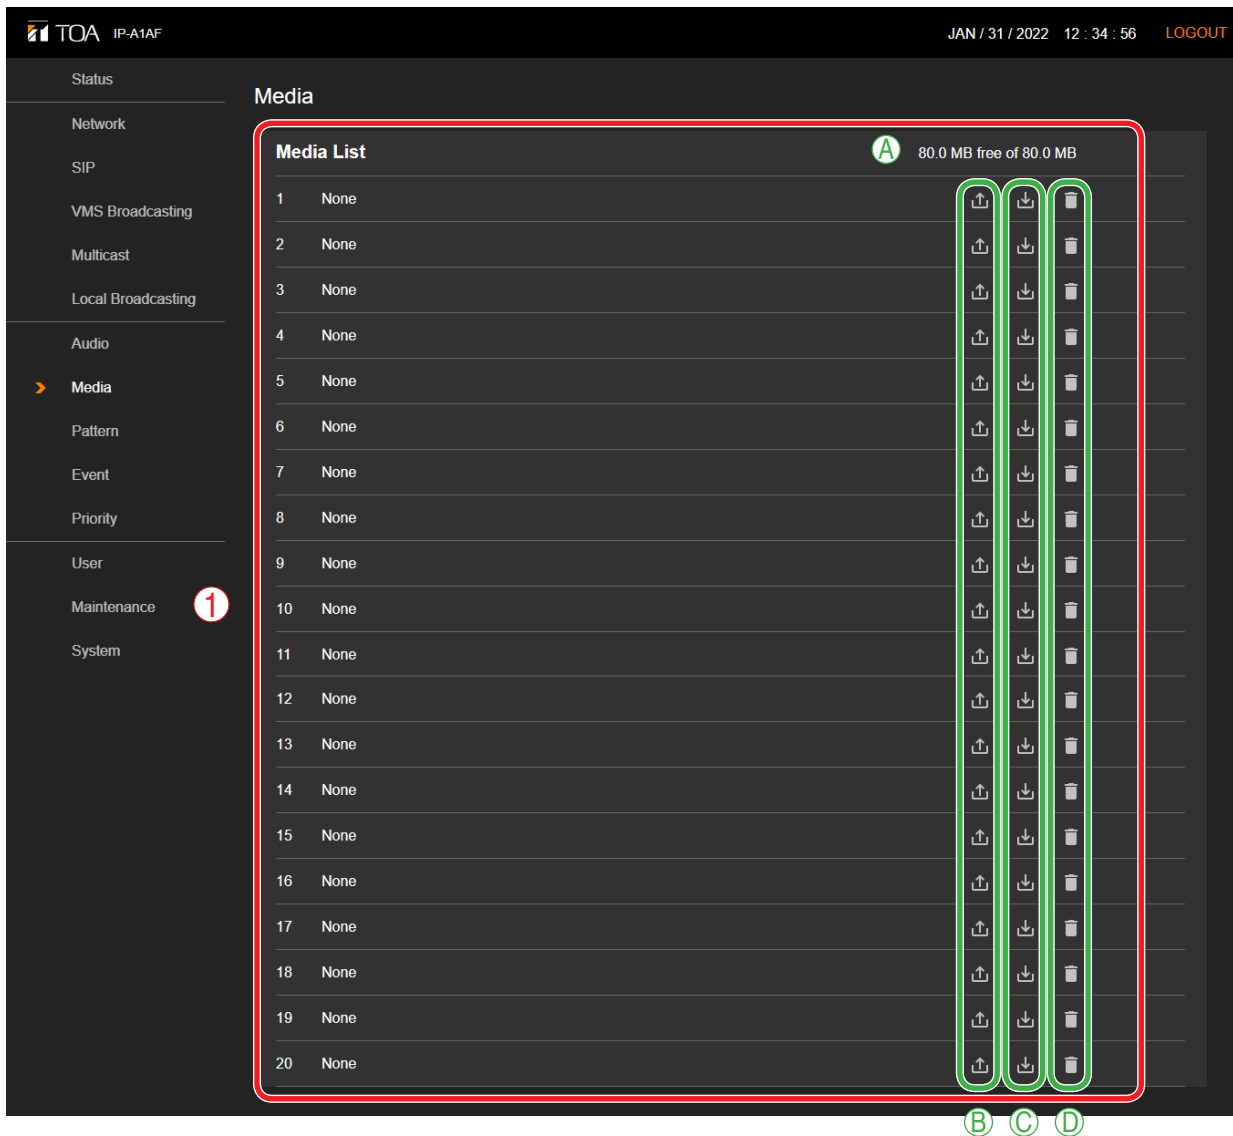 TOA IP-A1AF JAN / 31 / 2022 12 : 34 : 56 LOGOUT
Status
Network
SIP
VMS Broadcasting
Multicast
Local Broadcasting
Audio
Media
Pattern
Event
Priority
User
Maintenance
System
1
Media
Media List A 80.0 MB free of 80.0 MB
1 None
2 None
3 None
4 None
5 None
6 None
7 None
8 None
9 None
10 None
11 None
12 None
13 None
14 None
15 None
16 None
17 None
18 None
19 None
20 None
B C D